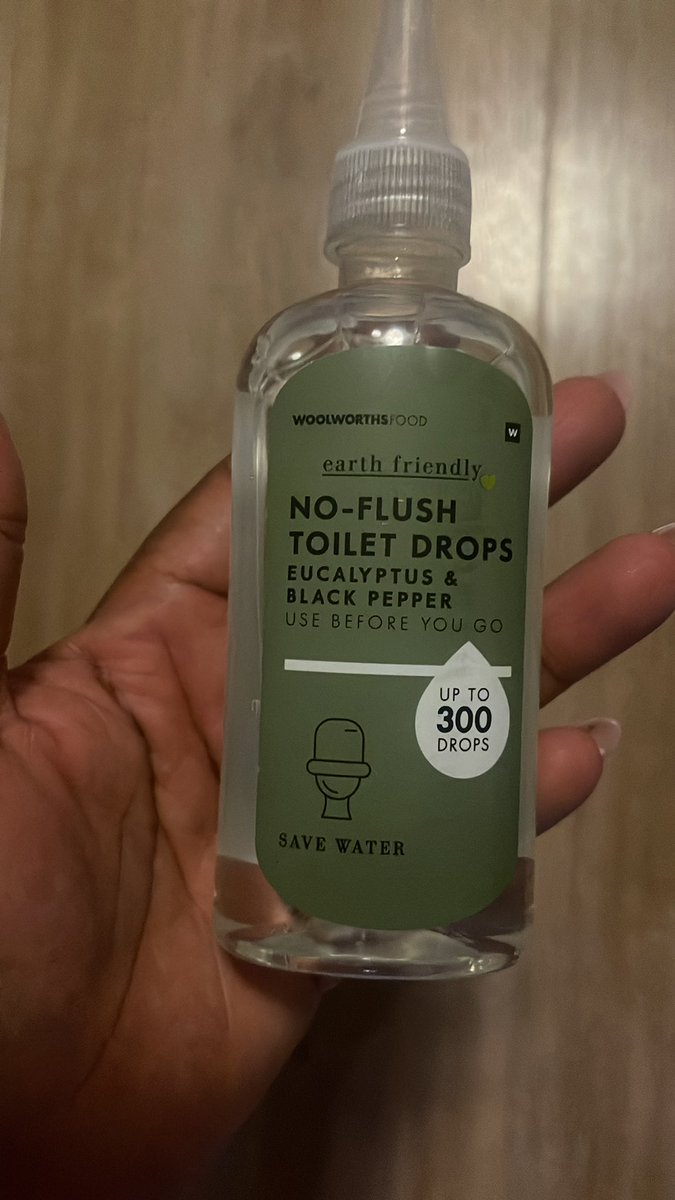 WOOLWORTHSFOOD
W
earth friendly
NO-FLUSH
TOILET DROPS
EUCALYPTUS &
BLACK PEPPER
USE BEFORE YOU GO
UP TO
300
DROPS
SAVE WATER